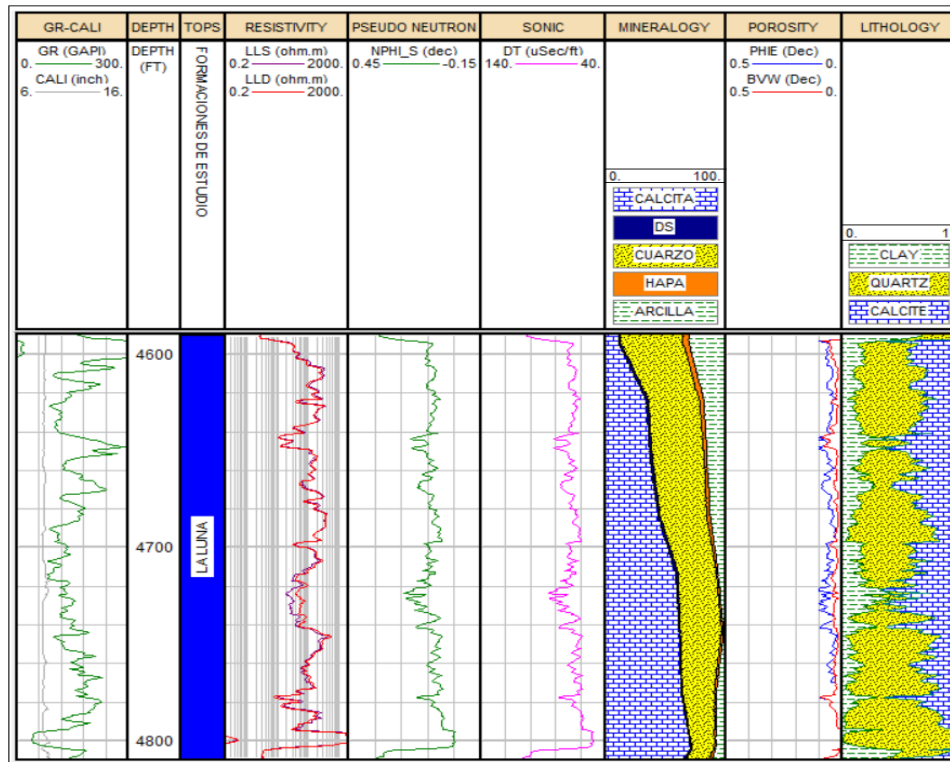 GR-CALI DEPTH TOPS RESISTIVITY PSEUDO NEUTRON SONIC MINERALOGY POROSITY LITHOLOGY
GR (GAPI)
0. 300.
CALI (inch)
6. 16.
DEPTH
(FT)
FORMACIONES DE ESTUDIO
LLS (ohm.m)
0.2 2000.
LLD (ohm.m)
0.2 2000.
NPHI_S (dec)
0.45 -0.15
DT (uSec/ft)
140. 40.
0. 100.
CALCITA
DS
CUARZO
HAPA
ARCILLA
PHIE (Dec)
0.5 0.
BVW (Dec)
0.5 0.
0. 1
CLAY
QUARTZ
CALCITE
4600
4700
4800
LA LUNA